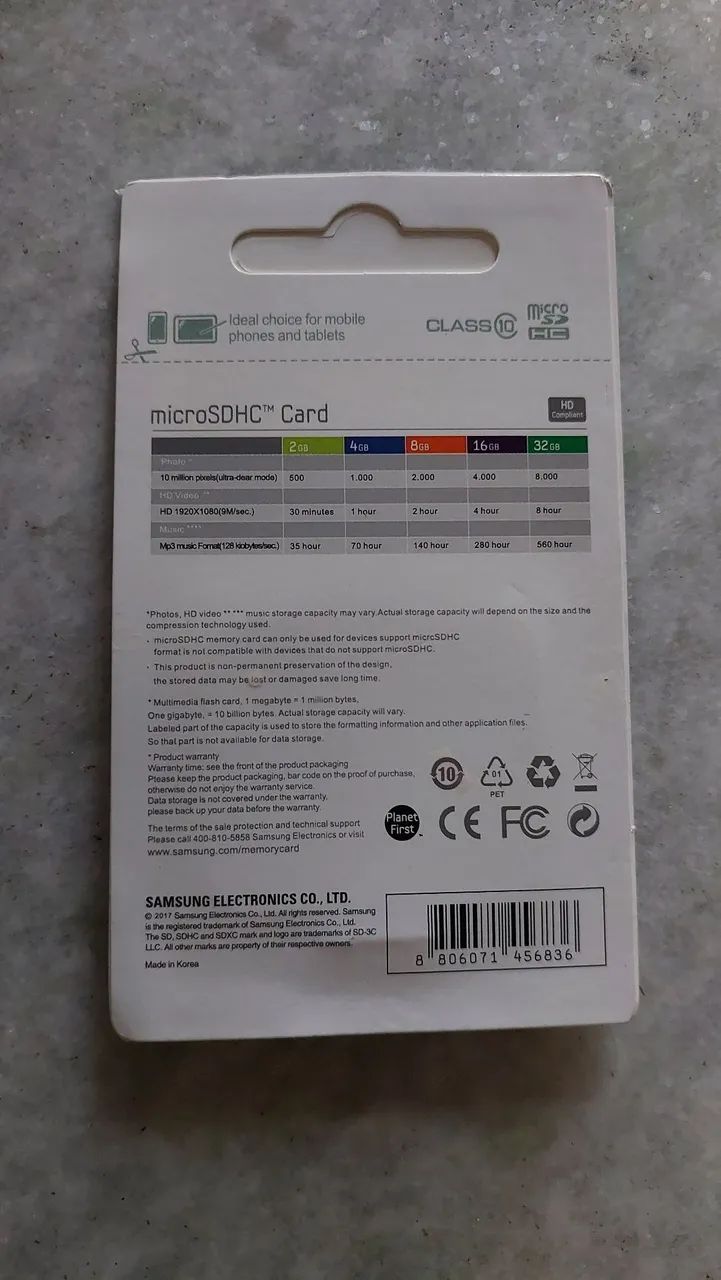 Ideal choice for mobile
phones and tablets
CLASS 10
Micro
SD
HC
microSDHC™ Card
HD
Compliant
2GB 4GB 8GB 16GB 32GB
Photo *
10 million pixels(ultra-dear mode) 500 1.000 2.000 4.000 8.000
HD Video **
HD 1920X1080(9M/sec.) 30 minutes 1 hour 2 hour 4 hour 8 hour
Music ****
Mp3 music Fomat(128 kiobytes/sec.) 35 hour 70 hour 140 hour 280 hour 560 hour
*Photos, HD video ** *** music storage capacity may vary.Actual storage capacity will depend on the size and the
compression technology used.
· microSDHC memory card can only be used for devices support microSDHC
format is not compatible with devices that do not support microSDHC.
· This product is non-permanent preservation of the design,
the stored data may be lost or damaged save long time.
* Multimedia flash card, 1 megabyte = 1 million bytes,
One gigabyte, = 10 billion bytes. Actual storage capacity will vary.
Labeled part of the capacity is used to store the formatting information and other application files.
So that part is not available for data storage.
* Product warranty
Warranty time: see the front of the product packaging
Please keep the product packaging, bar code on the proof of purchase,
otherwise do not enjoy the warranty service.
Data storage is not covered under the warranty,
please back up your data before the warranty.
The terms of the sale protection and technical support
Please call 400-810-5858 Samsung Electronics or visit
www.samsung.com/memorycard
10
01
PET
Planet
First™
CE FC
SAMSUNG ELECTRONICS CO., LTD.
© 2017 Samsung Electronics Co., Ltd. All rights reserved. Samsung
is the registered trademark of Samsung Electronics Co., Ltd.
The SD, SDHC and SDXC mark and logo are trademarks of SD-3C
LLC. All other marks are property of their respective owners.
Made in Korea
8 806071 456836